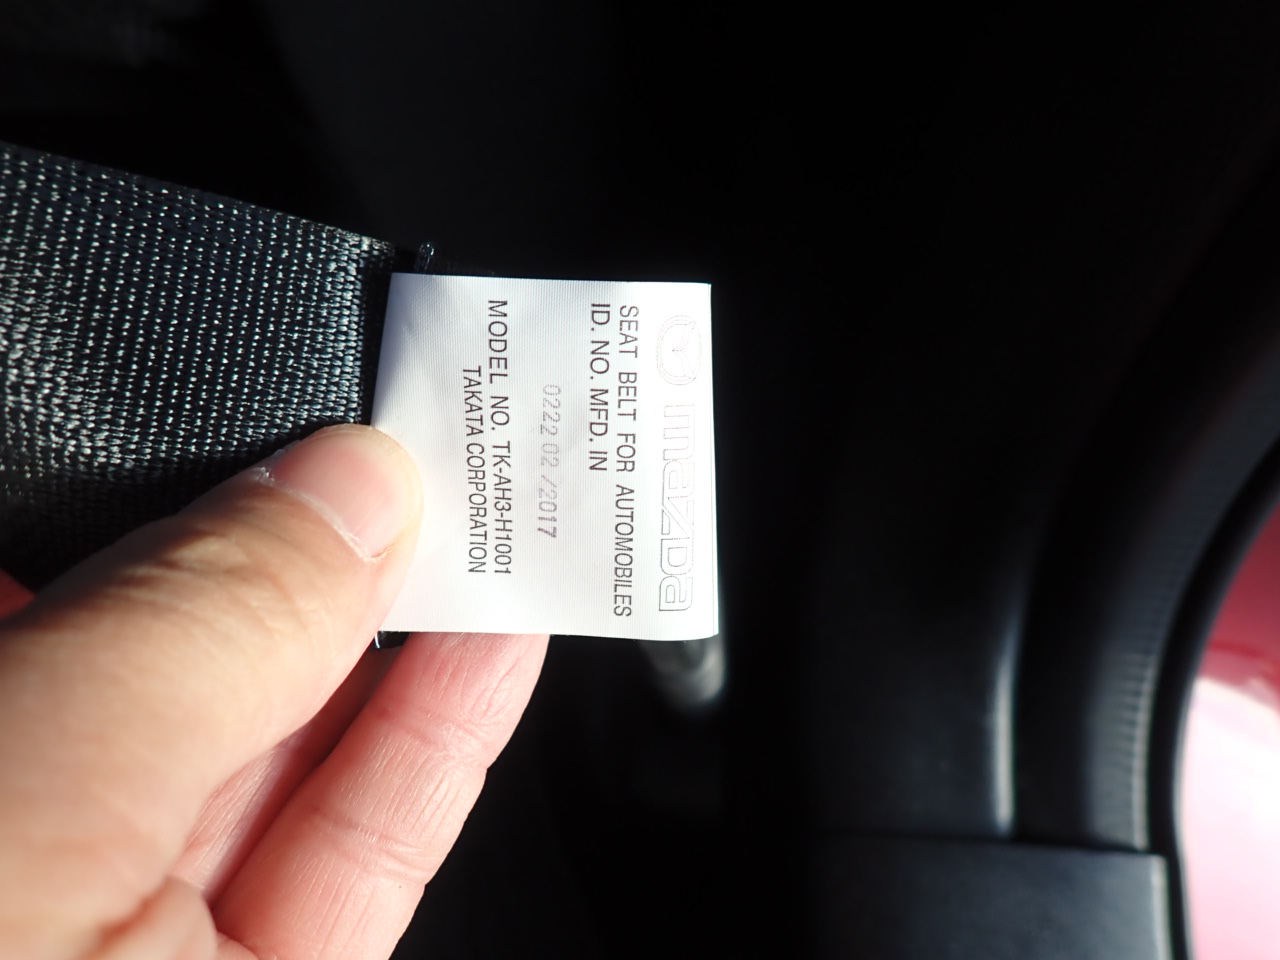 mazda
SEAT BELT FOR AUTOMOBILES
ID. NO. MFD. IN
0222 02 /2017
MODEL NO. TK-AH3-H1001
TAKATA CORPORATION